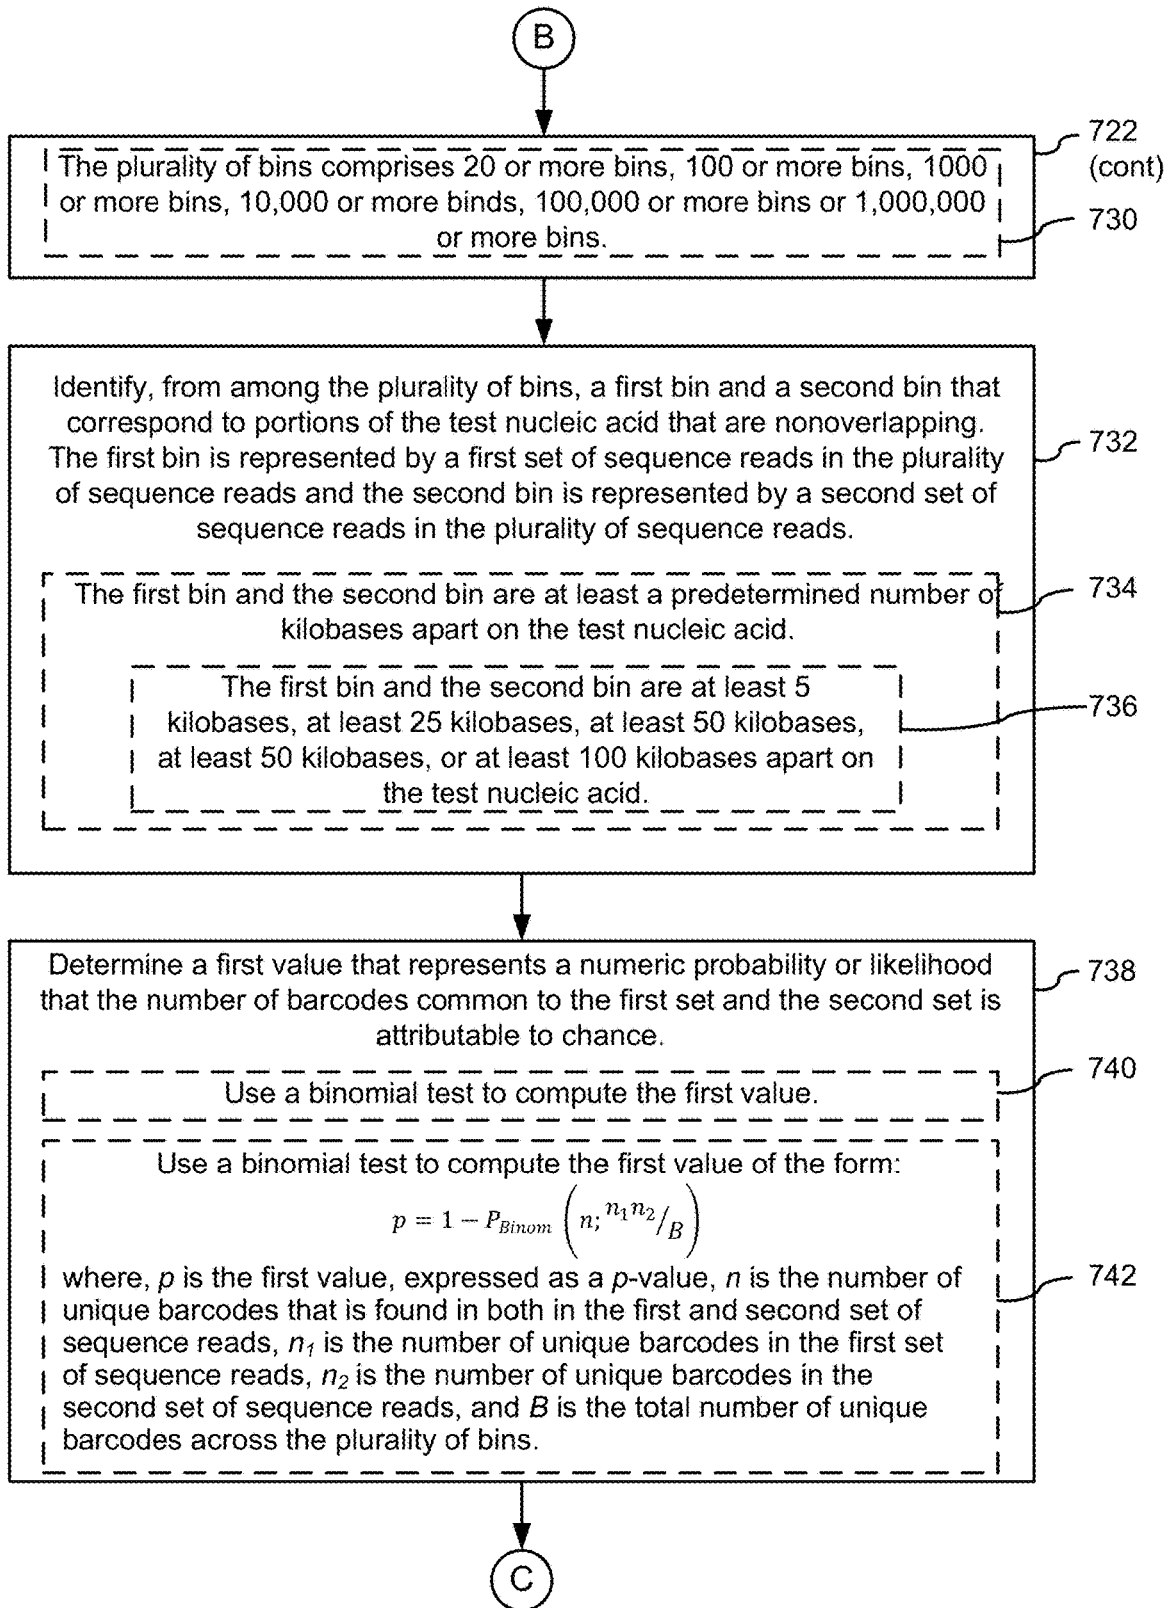 B
722
(cont)
The plurality of bins comprises 20 or more bins, 100 or more bins, 1000
or more bins, 10,000 or more binds, 100,000 or more bins or 1,000,000
or more bins.
730
Identify, from among the plurality of bins, a first bin and a second bin that
correspond to portions of the test nucleic acid that are nonoverlapping.
The first bin is represented by a first set of sequence reads in the plurality
of sequence reads and the second bin is represented by a second set of
sequence reads in the plurality of sequence reads.
732
The first bin and the second bin are at least a predetermined number of
kilobases apart on the test nucleic acid.
734
The first bin and the second bin are at least 5
kilobases, at least 25 kilobases, at least 50 kilobases,
at least 50 kilobases, or at least 100 kilobases apart on
the test nucleic acid.
736
Determine a first value that represents a numeric probability or likelihood
that the number of barcodes common to the first set and the second set is
attributable to chance.
738
Use a binomial test to compute the first value.
740
Use a binomial test to compute the first value of the form:
p = 1 − P_Binom (n; n₁n₂/B)
where, p is the first value, expressed as a p-value, n is the number of
unique barcodes that is found in both in the first and second set of
sequence reads, n₁ is the number of unique barcodes in the first set
of sequence reads, n₂ is the number of unique barcodes in the
second set of sequence reads, and B is the total number of unique
barcodes across the plurality of bins.
742
C